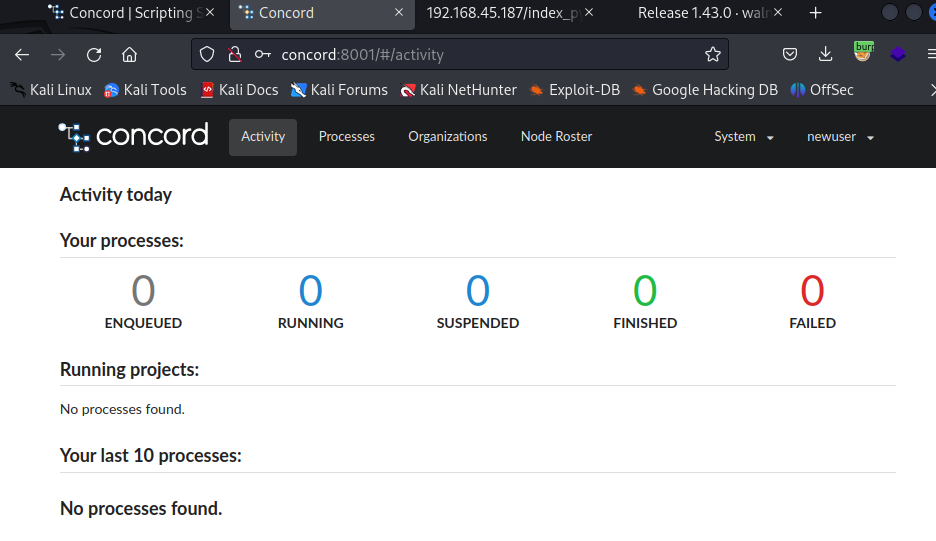 Concord | Scripting S
Concord
192.168.45.187/index_p
Release 1.43.0 · waln
concord:8001/#/activity
burp
Kali Linux
Kali Tools
Kali Docs
Kali Forums
Kali NetHunter
Exploit-DB
Google Hacking DB
OffSec
concord
Activity
Processes
Organizations
Node Roster
System
newuser
Activity today
Your processes:
0 0 0 0 0
ENQUEUED RUNNING SUSPENDED FINISHED FAILED
Running projects:
No processes found.
Your last 10 processes:
No processes found.